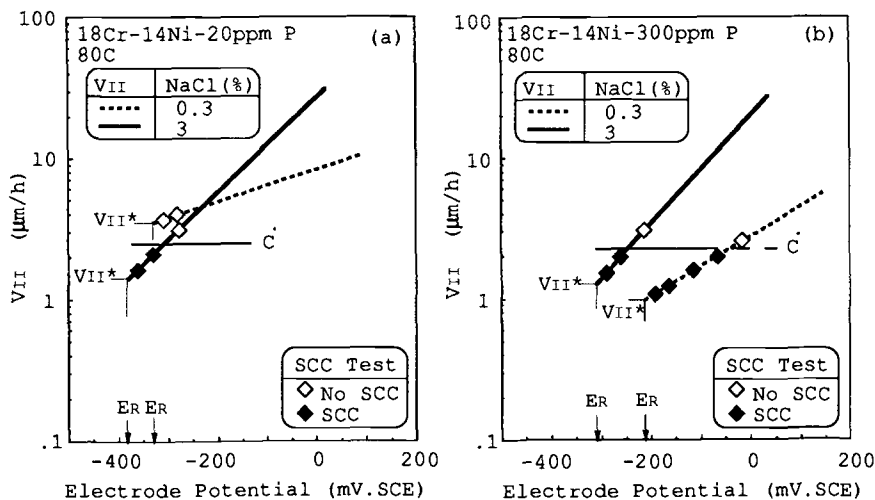 18Cr-14Ni-20ppm P (a)
80C
VII NaCl(%)
0.3
3
100
10
1
.1
VII (μm/h)
VII*
VII*
C˙
SCC Test
No SCC
SCC
ER ER
-400 -200 0 200
Electrode Potential (mV.SCE)
18Cr-14Ni-300ppm P (b)
80C
VII NaCl(%)
0.3
3
100
10
1
.1
VII (μm/h)
VII*
VII*
C˙
SCC Test
No SCC
SCC
ER ER
-400 -200 0 200
Electrode Potential (mV.SCE)